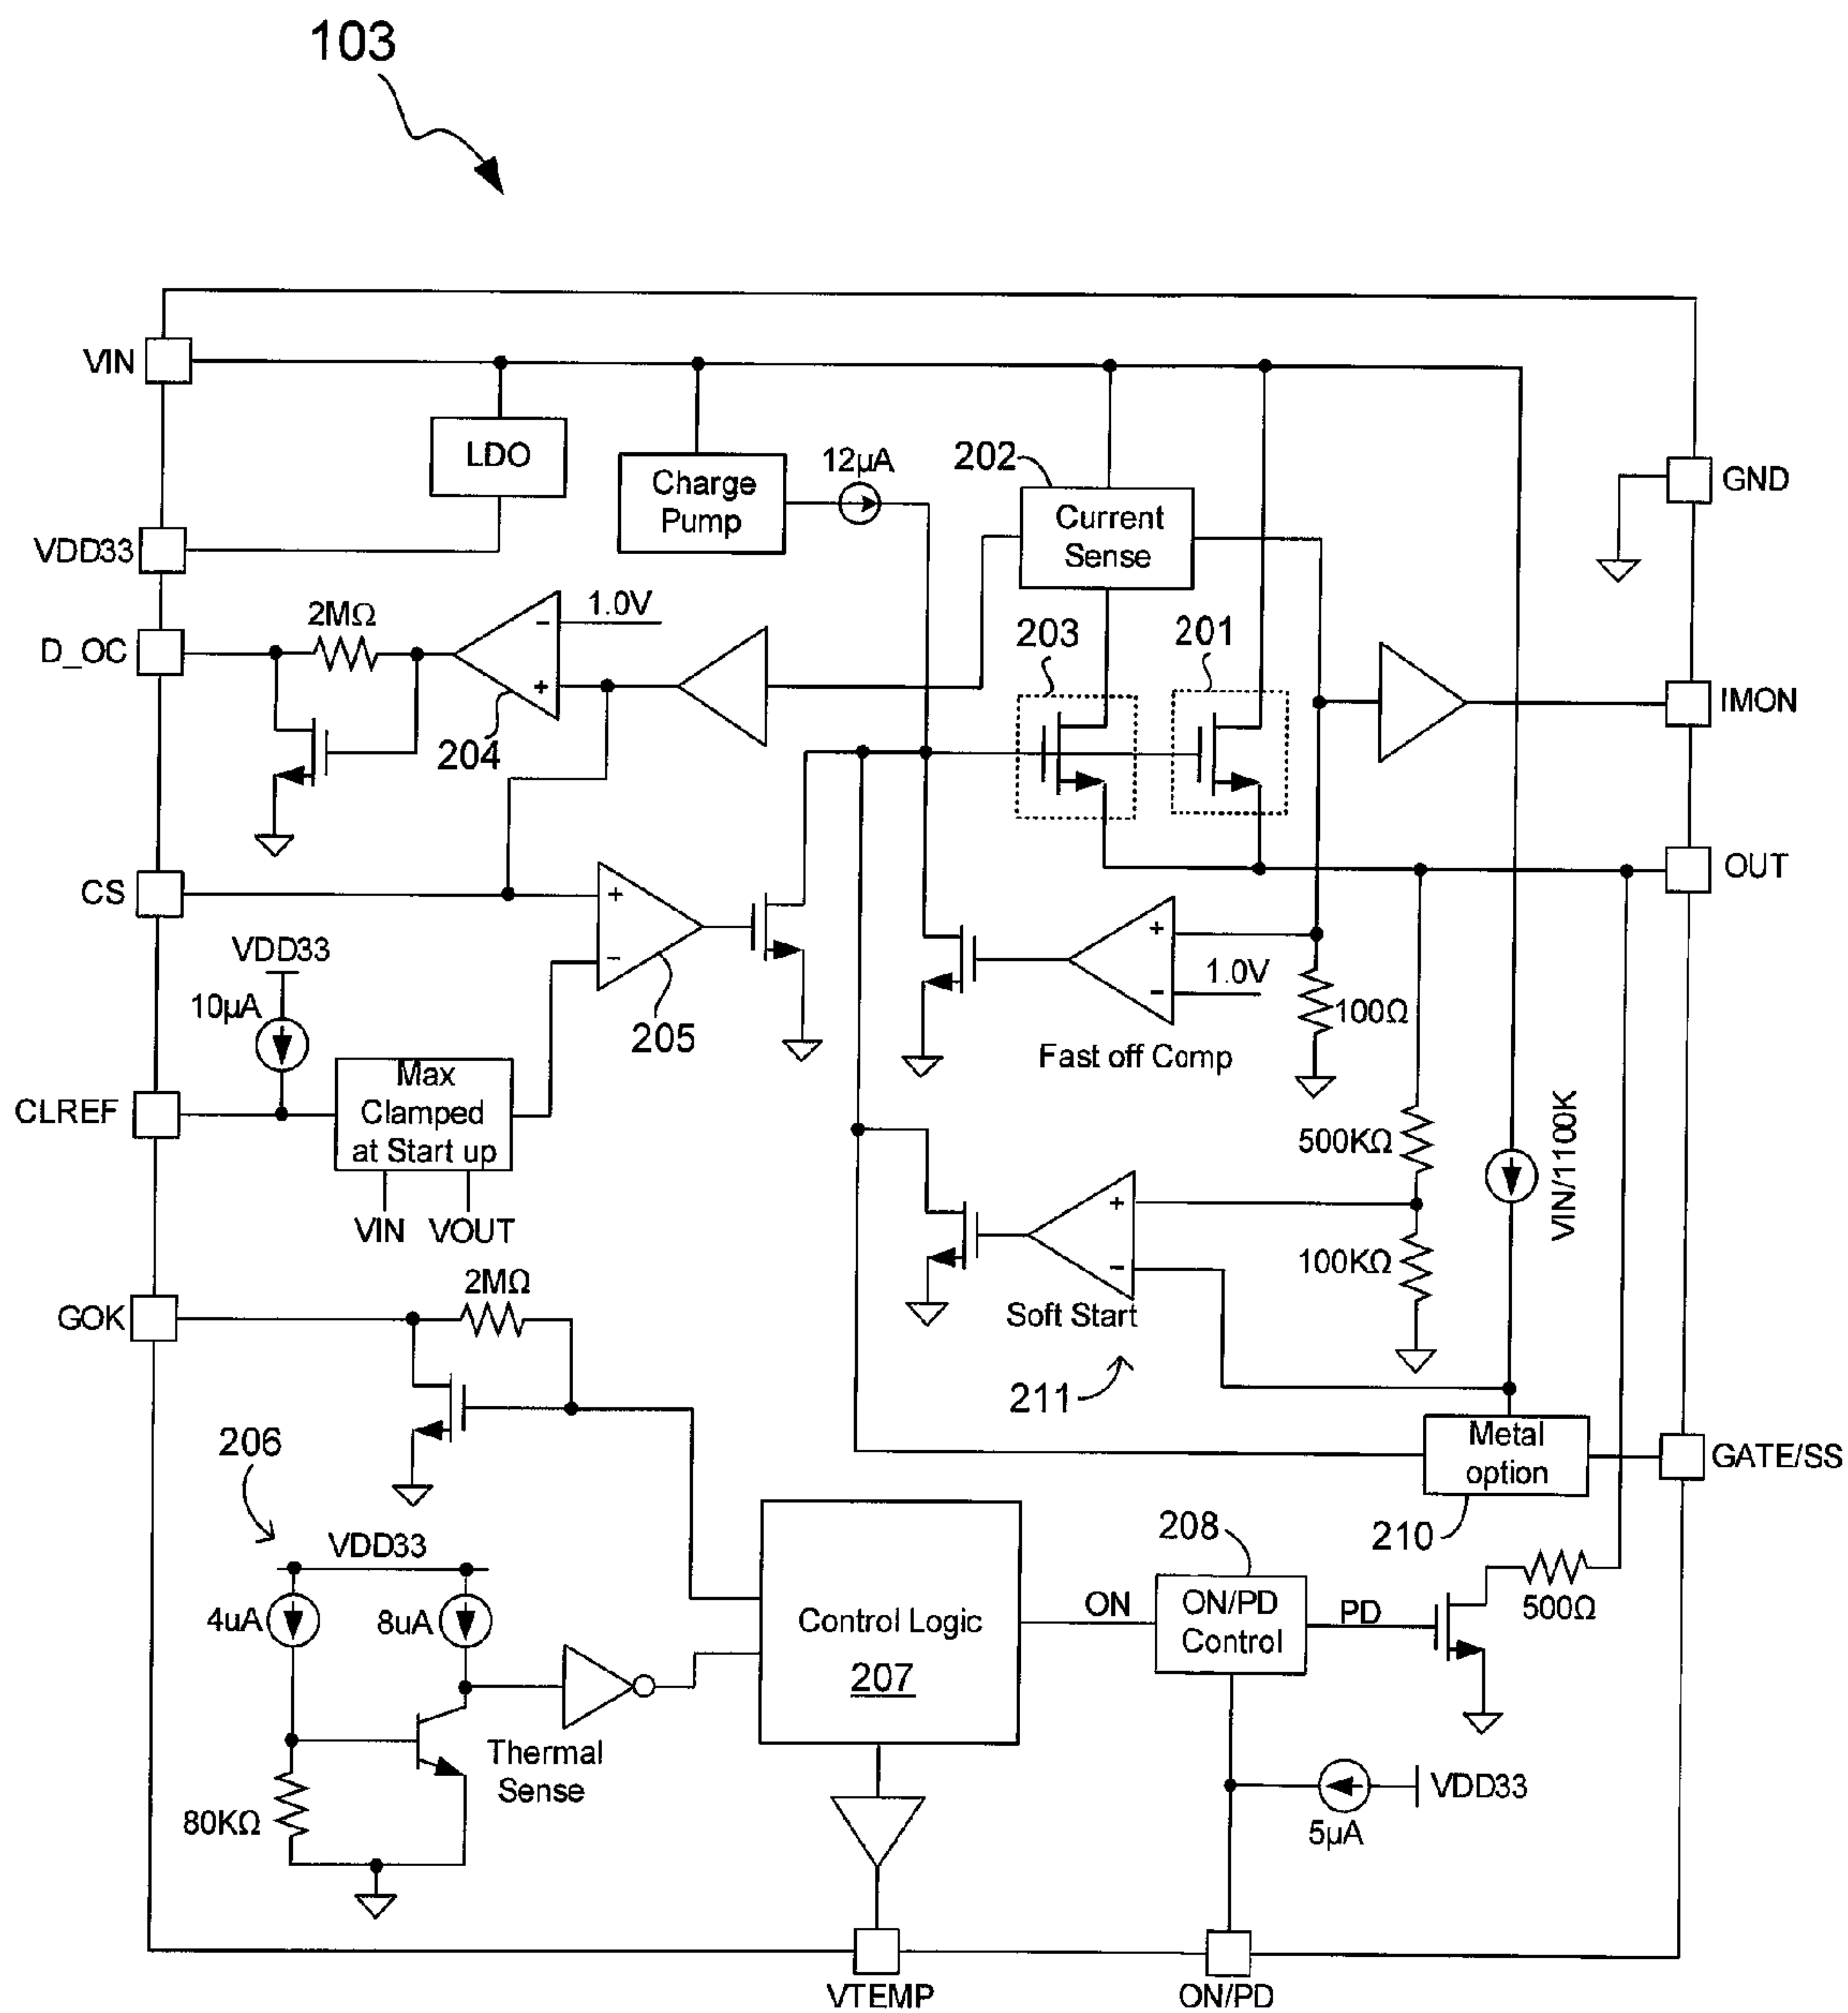 103
VIN
LDO
Charge
Pump
12µA
202
Current
Sense
GND
VDD33
2MΩ
1.0V
D_OC
-
+
204
203
201
IMON
OUT
CS
+
-
205
VDD33
10µA
+
1.0V
-
100Ω
Fast off Comp
CLREF
Max
Clamped
at Start up
VIN
VOUT
500KΩ
VIN/1100K
+
-
100KΩ
Soft Start
211
GOK
2MΩ
Metal
option
GATE/SS
210
206
VDD33
4uA
8uA
Control Logic
207
208
ON
ON/PD
Control
PD
500Ω
Thermal
Sense
80KΩ
VDD33
5µA
VTEMP
ON/PD